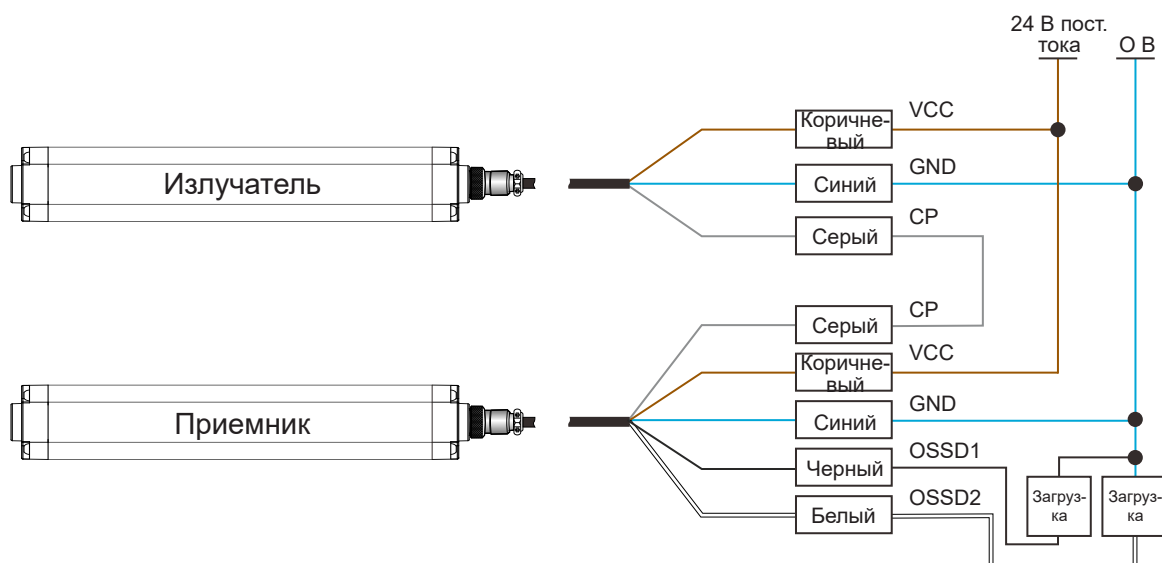 24 В пост.
тока
О В
Коричне-
вый
VCC
Излучатель
Синий
GND
Серый
CP
Серый
CP
Коричне-
вый
VCC
Приемник
Синий
GND
Черный
OSSD1
Загруз-
ка
Загруз-
ка
Белый
OSSD2